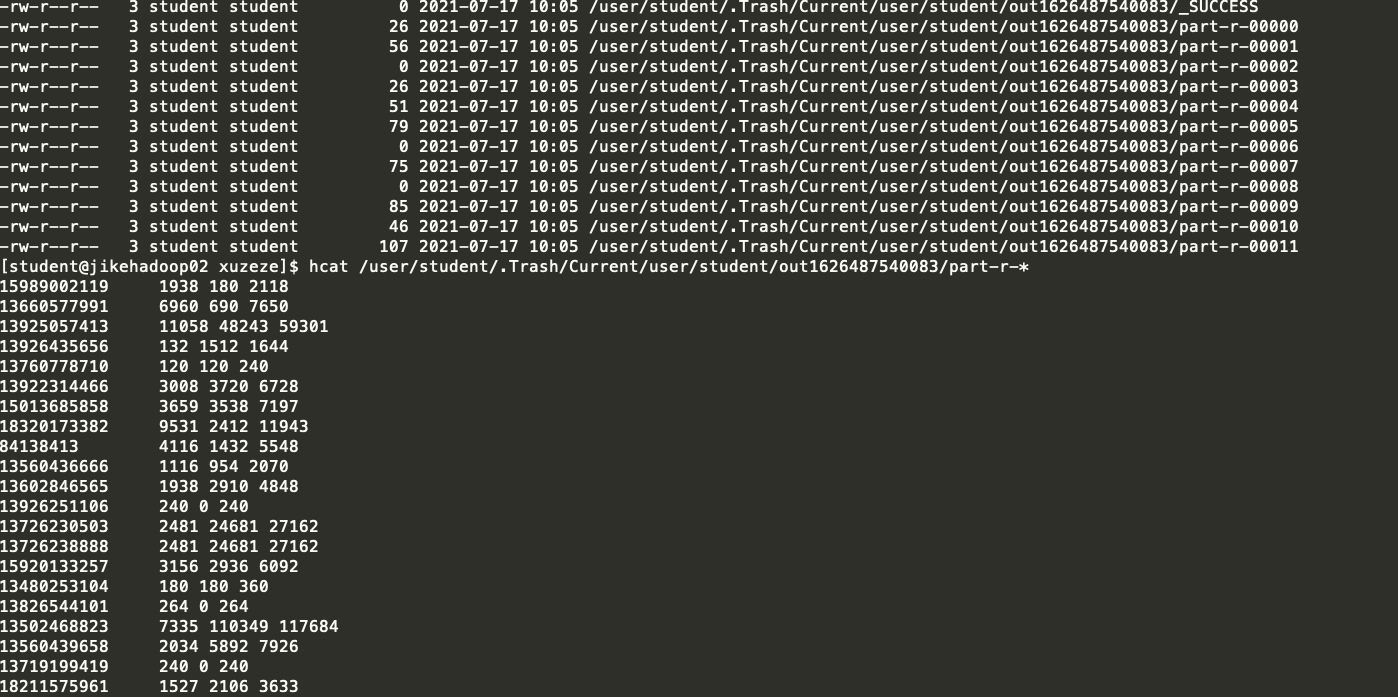 -rw-r--r--   3 student student          0 2021-07-17 10:05 /user/student/.Trash/Current/user/student/out1626487540083/_SUCCESS
-rw-r--r--   3 student student         26 2021-07-17 10:05 /user/student/.Trash/Current/user/student/out1626487540083/part-r-00000
-rw-r--r--   3 student student         56 2021-07-17 10:05 /user/student/.Trash/Current/user/student/out1626487540083/part-r-00001
-rw-r--r--   3 student student          0 2021-07-17 10:05 /user/student/.Trash/Current/user/student/out1626487540083/part-r-00002
-rw-r--r--   3 student student         26 2021-07-17 10:05 /user/student/.Trash/Current/user/student/out1626487540083/part-r-00003
-rw-r--r--   3 student student         51 2021-07-17 10:05 /user/student/.Trash/Current/user/student/out1626487540083/part-r-00004
-rw-r--r--   3 student student         79 2021-07-17 10:05 /user/student/.Trash/Current/user/student/out1626487540083/part-r-00005
-rw-r--r--   3 student student          0 2021-07-17 10:05 /user/student/.Trash/Current/user/student/out1626487540083/part-r-00006
-rw-r--r--   3 student student         75 2021-07-17 10:05 /user/student/.Trash/Current/user/student/out1626487540083/part-r-00007
-rw-r--r--   3 student student          0 2021-07-17 10:05 /user/student/.Trash/Current/user/student/out1626487540083/part-r-00008
-rw-r--r--   3 student student         85 2021-07-17 10:05 /user/student/.Trash/Current/user/student/out1626487540083/part-r-00009
-rw-r--r--   3 student student         46 2021-07-17 10:05 /user/student/.Trash/Current/user/student/out1626487540083/part-r-00010
-rw-r--r--   3 student student        107 2021-07-17 10:05 /user/student/.Trash/Current/user/student/out1626487540083/part-r-00011
[student@jikehadoop02 xuzeze]$ hcat /user/student/.Trash/Current/user/student/out1626487540083/part-r-*
15989002119     1938 180 2118
13660577991     6960 690 7650
13925057413     11058 48243 59301
13926435656     132 1512 1644
13760778710     120 120 240
13922314466     3008 3720 6728
15013685858     3659 3538 7197
18320173382     9531 2412 11943
84138413        4116 1432 5548
13560436666     1116 954 2070
13602846565     1938 2910 4848
13926251106     240 0 240
13726230503     2481 24681 27162
13726238888     2481 24681 27162
15920133257     3156 2936 6092
13480253104     180 180 360
13826544101     264 0 264
13502468823     7335 110349 117684
13560439658     2034 5892 7926
13719199419     240 0 240
18211575961     1527 2106 3633